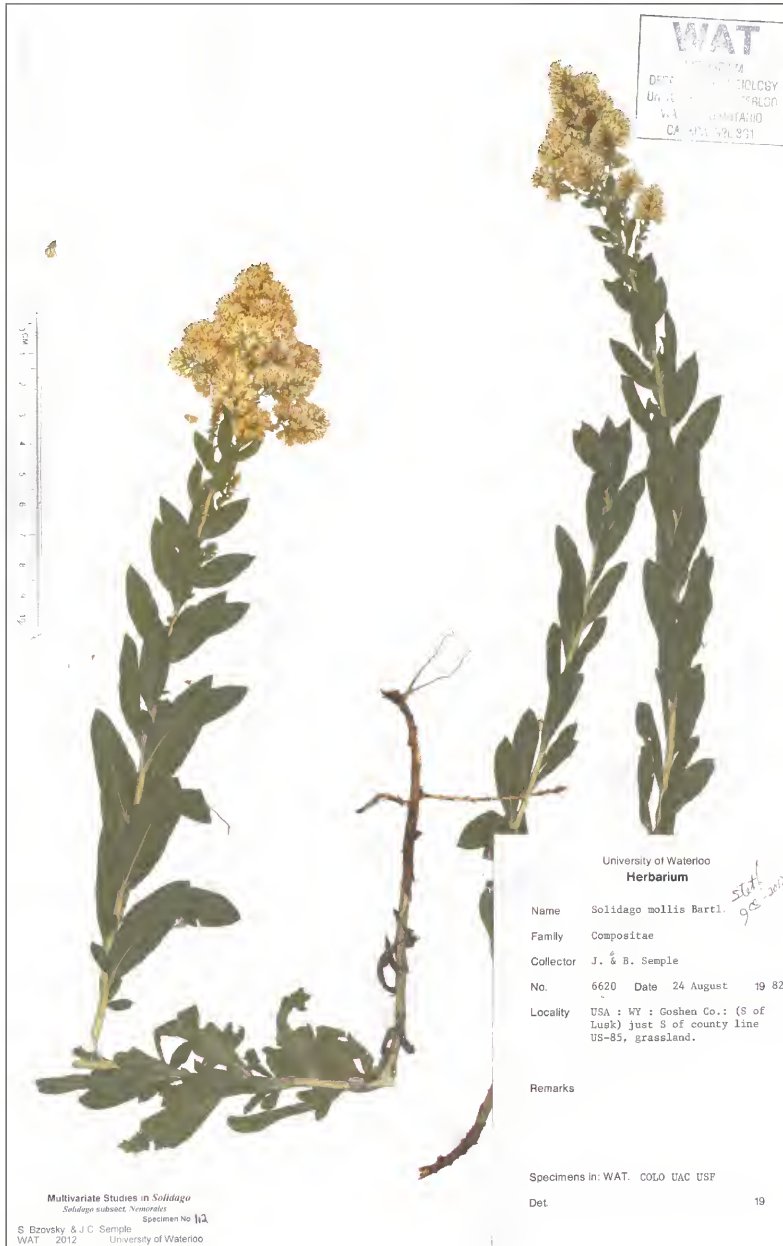 WAT
University of Waterloo
Herbarium
Stet!
Name Solidago mollis Bartl.
Family Compositae
Collector J. & B. Semple
No. 6620 Date 24 August 19 82
Locality USA : WY : Goshen Co.: (S of
Lusk) just S of county line
US-85, grassland.
Remarks
Specimens in: WAT. COLO UAC USF
Det. 19
Multivariate Studies in Solidago
Solidago subsect. Nemorales
Specimen No. 112
S. Bzovsky & J.C. Semple
WAT 2012 University of Waterloo